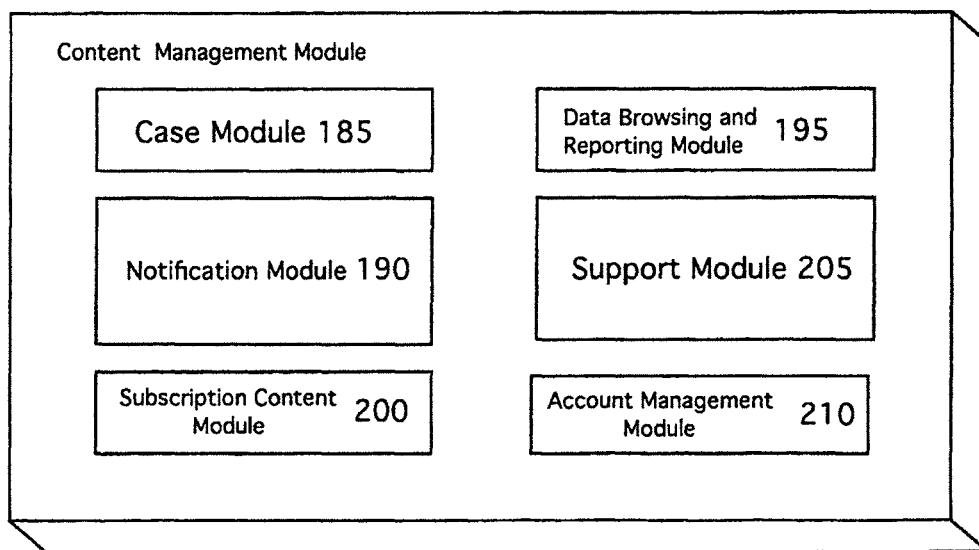 Content Management Module
Case Module 185
Data Browsing and
Reporting Module 195
Notification Module 190
Support Module 205
Subscription Content
Module 200
Account Management
Module 210